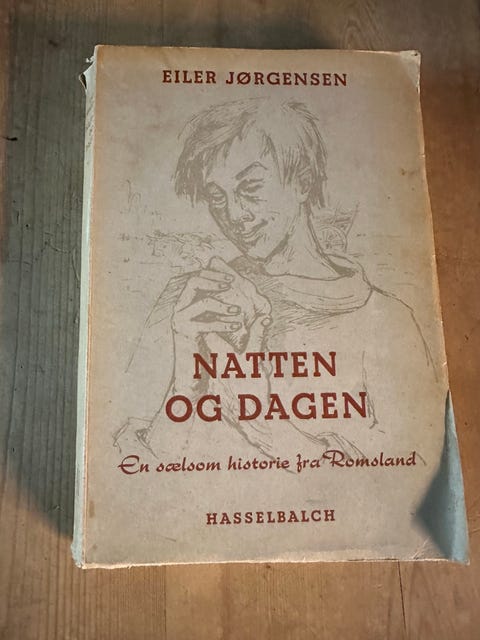 EILER JØRGENSEN
NATTEN
OG DAGEN
En sælsom historie fra Romsland
HASSELBALCH